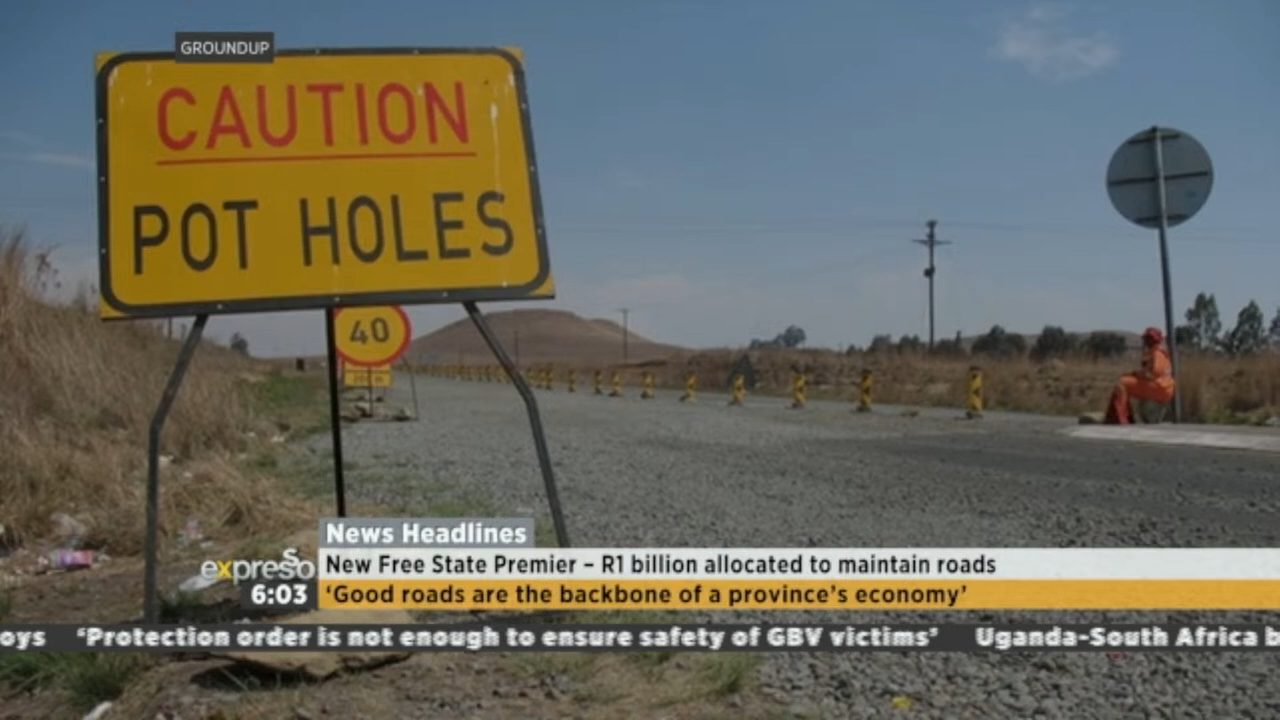 GROUNDUP
CAUTION
POT HOLES
40
News Headlines
New Free State Premier – R1 billion allocated to maintain roads
expresso
6:03
‘Good roads are the backbone of a province’s economy’
oys ‘Protection order is not enough to ensure safety of GBV victims’ Uganda-South Africa b